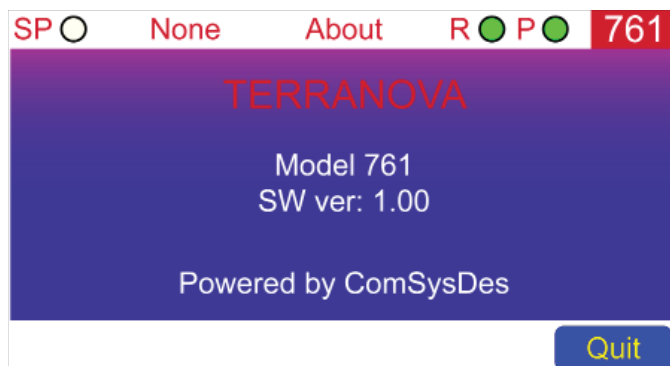 SP None About R P 761
TERRANOVA
Model 761
SW ver: 1.00
Powered by ComSysDes
Quit